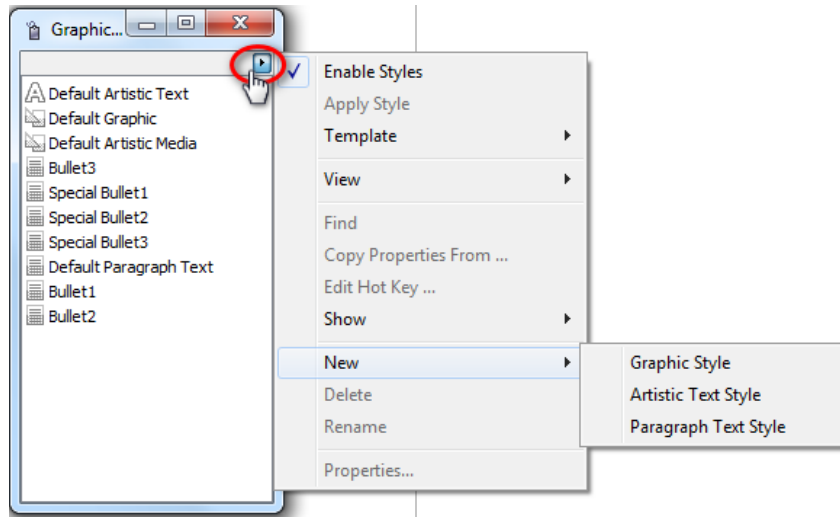 Graphic...
Default Artistic Text
Default Graphic
Default Artistic Media
Bullet3
Special Bullet1
Special Bullet2
Special Bullet3
Default Paragraph Text
Bullet1
Bullet2
Enable Styles
Apply Style
Template
View
Find
Copy Properties From ...
Edit Hot Key ...
Show
New
Delete
Rename
Properties...
Graphic Style
Artistic Text Style
Paragraph Text Style